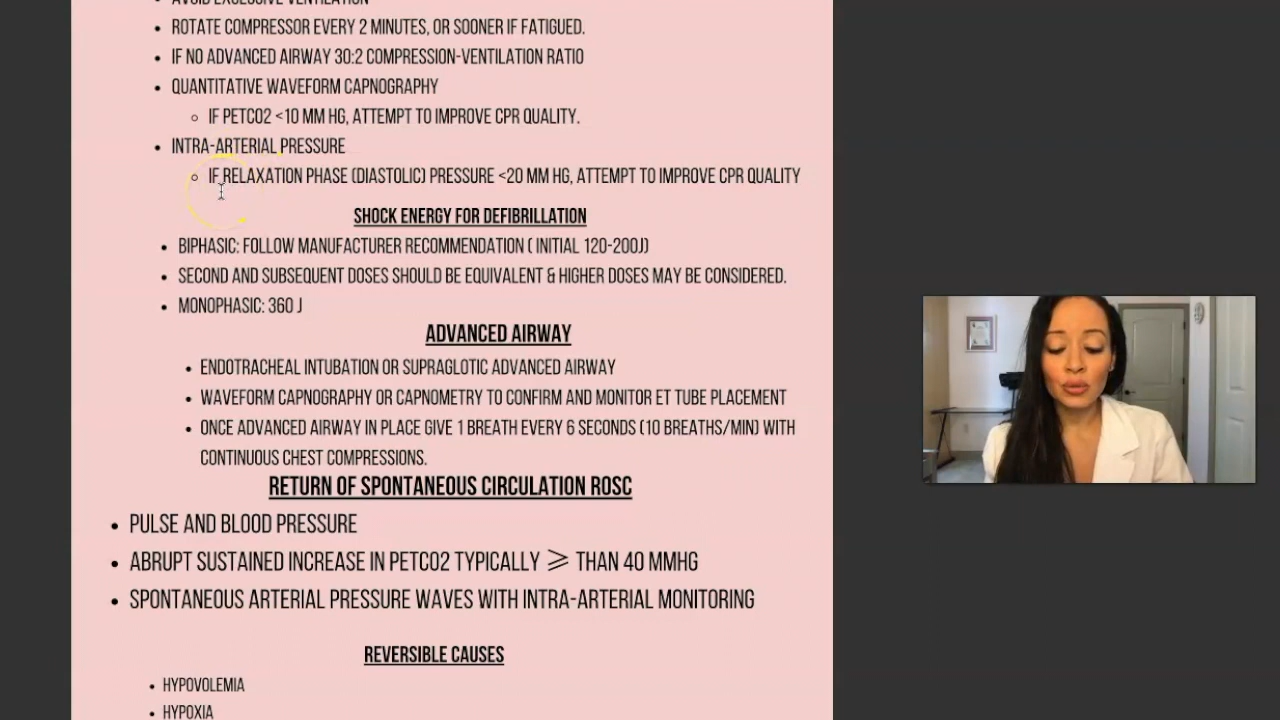 AVOID EXCESSIVE VENTILATION
• ROTATE COMPRESSOR EVERY 2 MINUTES, OR SOONER IF FATIGUED.
• IF NO ADVANCED AIRWAY 30:2 COMPRESSION-VENTILATION RATIO
• QUANTITATIVE WAVEFORM CAPNOGRAPHY
○ IF PETCO2 <10 MM HG, ATTEMPT TO IMPROVE CPR QUALITY.
• INTRA-ARTERIAL PRESSURE
○ IF RELAXATION PHASE (DIASTOLIC) PRESSURE <20 MM HG, ATTEMPT TO IMPROVE CPR QUALITY
SHOCK ENERGY FOR DEFIBRILLATION
• BIPHASIC: FOLLOW MANUFACTURER RECOMMENDATION ( INITIAL 120-200J)
• SECOND AND SUBSEQUENT DOSES SHOULD BE EQUIVALENT & HIGHER DOSES MAY BE CONSIDERED.
• MONOPHASIC: 360 J
ADVANCED AIRWAY
• ENDOTRACHEAL INTUBATION OR SUPRAGLOTIC ADVANCED AIRWAY
• WAVEFORM CAPNOGRAPHY OR CAPNOMETRY TO CONFIRM AND MONITOR ET TUBE PLACEMENT
• ONCE ADVANCED AIRWAY IN PLACE GIVE 1 BREATH EVERY 6 SECONDS (10 BREATHS/MIN) WITH
CONTINUOUS CHEST COMPRESSIONS.
RETURN OF SPONTANEOUS CIRCULATION ROSC
• PULSE AND BLOOD PRESSURE
• ABRUPT SUSTAINED INCREASE IN PETCO2 TYPICALLY ⩾ THAN 40 MMHG
• SPONTANEOUS ARTERIAL PRESSURE WAVES WITH INTRA-ARTERIAL MONITORING
REVERSIBLE CAUSES
• HYPOVOLEMIA
• HYPOXIA